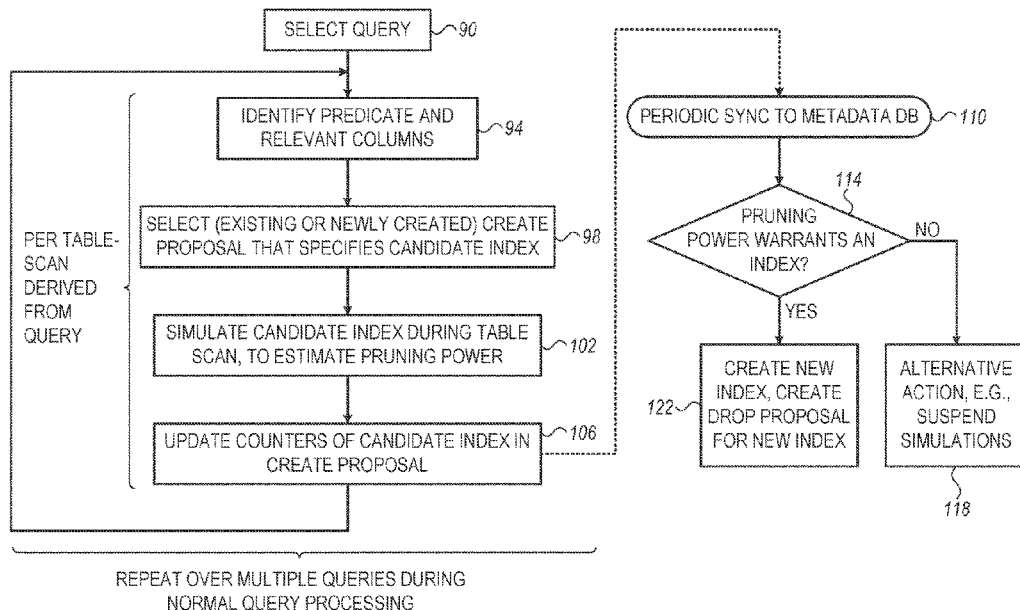 SELECT QUERY
90
IDENTIFY PREDICATE AND
RELEVANT COLUMNS
94
SELECT (EXISTING OR NEWLY CREATED) CREATE
PROPOSAL THAT SPECIFIES CANDIDATE INDEX
98
PER TABLE-
SCAN
DERIVED
FROM
QUERY
SIMULATE CANDIDATE INDEX DURING TABLE
SCAN, TO ESTIMATE PRUNING POWER
102
UPDATE COUNTERS OF CANDIDATE INDEX IN
CREATE PROPOSAL
106
REPEAT OVER MULTIPLE QUERIES DURING
NORMAL QUERY PROCESSING
PERIODIC SYNC TO METADATA DB
110
114
PRUNING
POWER WARRANTS AN
INDEX?
NO
YES
CREATE NEW
INDEX, CREATE
DROP PROPOSAL
FOR NEW INDEX
122
ALTERNATIVE
ACTION, E.G.,
SUSPEND
SIMULATIONS
118